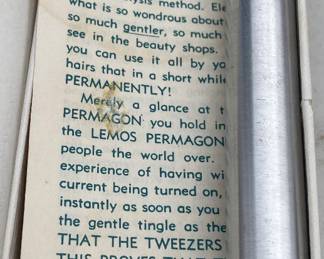 ysis method. Ele
what is so wondrous about
so much gentler, so much
see in the beauty shops.
you can use it all by yo
hairs that in a short while
PERMANENTLY!
Merely a glance at t
PERMAGON you hold in
the LEMOS PERMAGON
people the world over.
experience of having wi
current being turned on,
instantly as soon as you
the gentle tingle as the
THAT THE TWEEZERS
THIS PROVES THAT T